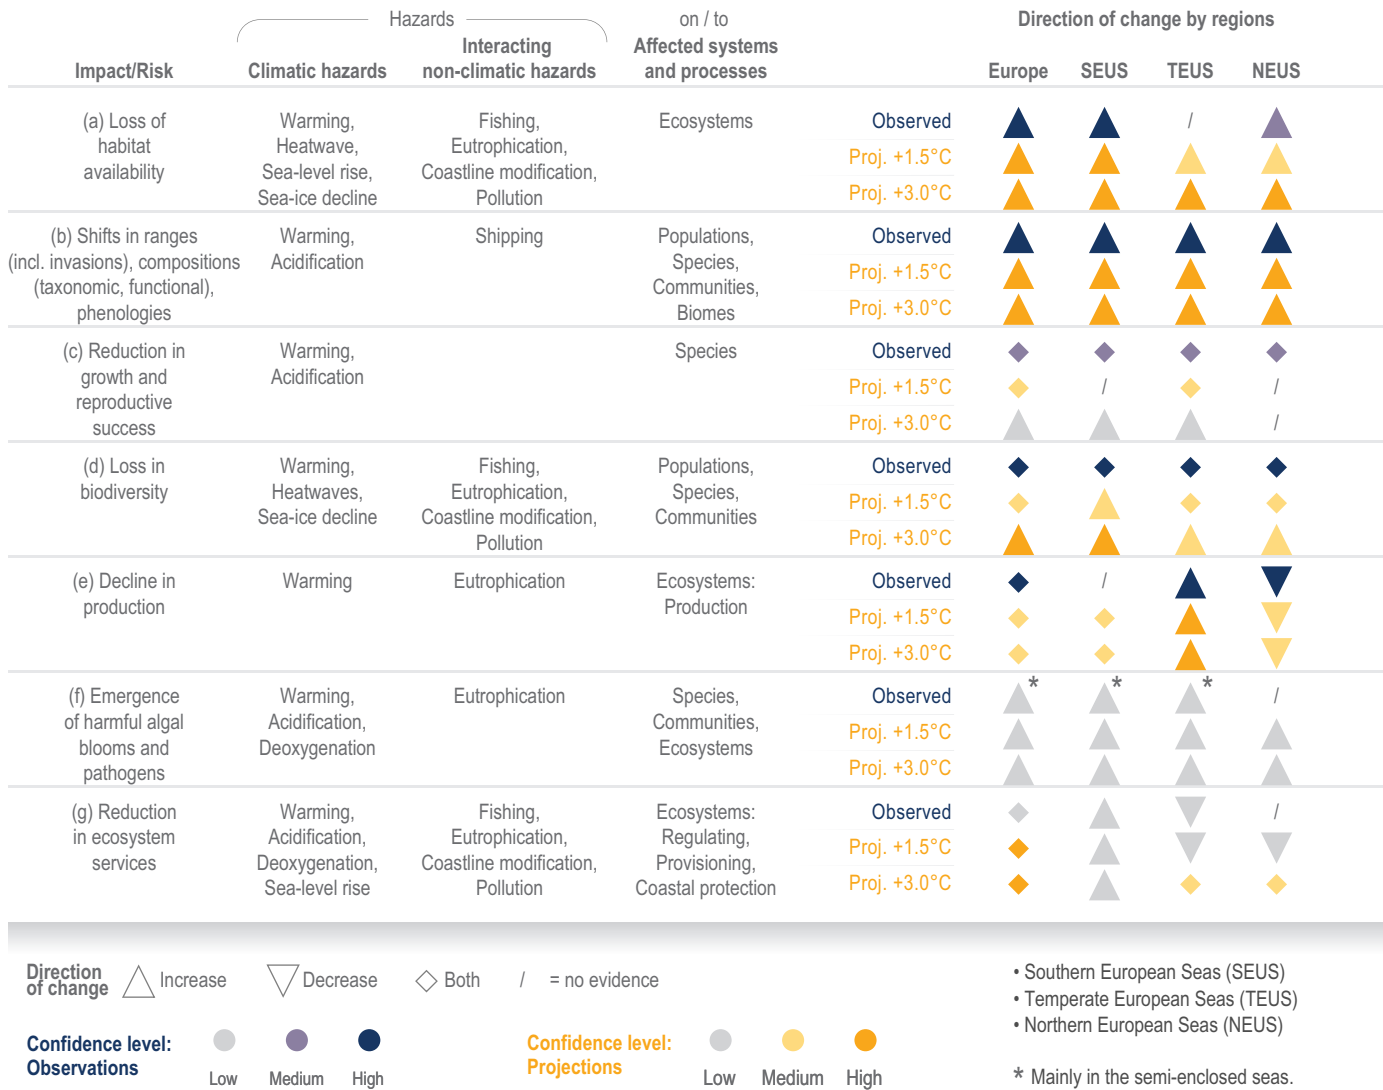 Hazards
on / to
Direction of change by regions
Impact/Risk
Climatic hazards
Interacting
non-climatic hazards
Affected systems
and processes
Europe SEUS TEUS NEUS
(a) Loss of
habitat
availability
Warming,
Heatwave,
Sea-level rise,
Sea-ice decline
Fishing,
Eutrophication,
Coastline modification,
Pollution
Ecosystems
Observed /
Proj. +1.5°C
Proj. +3.0°C
(b) Shifts in ranges
(incl. invasions), compositions
(taxonomic, functional),
phenologies
Warming,
Acidification
Shipping
Populations,
Species,
Communities,
Biomes
Observed
Proj. +1.5°C
Proj. +3.0°C
(c) Reduction in
growth and
reproductive
success
Warming,
Acidification
Species
Observed
Proj. +1.5°C / /
Proj. +3.0°C /
(d) Loss in
biodiversity
Warming,
Heatwaves,
Sea-ice decline
Fishing,
Eutrophication,
Coastline modification,
Pollution
Populations,
Species,
Communities
Observed
Proj. +1.5°C
Proj. +3.0°C
(e) Decline in
production
Warming
Eutrophication
Ecosystems:
Production
Observed /
Proj. +1.5°C
Proj. +3.0°C
(f) Emergence
of harmful algal
blooms and
pathogens
Warming,
Acidification,
Deoxygenation
Eutrophication
Species,
Communities,
Ecosystems
Observed * * * /
Proj. +1.5°C
Proj. +3.0°C
(g) Reduction
in ecosystem
services
Warming,
Acidification,
Deoxygenation,
Sea-level rise
Fishing,
Eutrophication,
Coastline modification,
Pollution
Ecosystems:
Regulating,
Provisioning,
Coastal protection
Observed /
Proj. +1.5°C
Proj. +3.0°C
Direction
of change
Increase Decrease Both / = no evidence
Confidence level:
Observations
Low Medium High
Confidence level:
Projections
Low Medium High
• Southern European Seas (SEUS)
• Temperate European Seas (TEUS)
• Northern European Seas (NEUS)
* Mainly in the semi-enclosed seas.